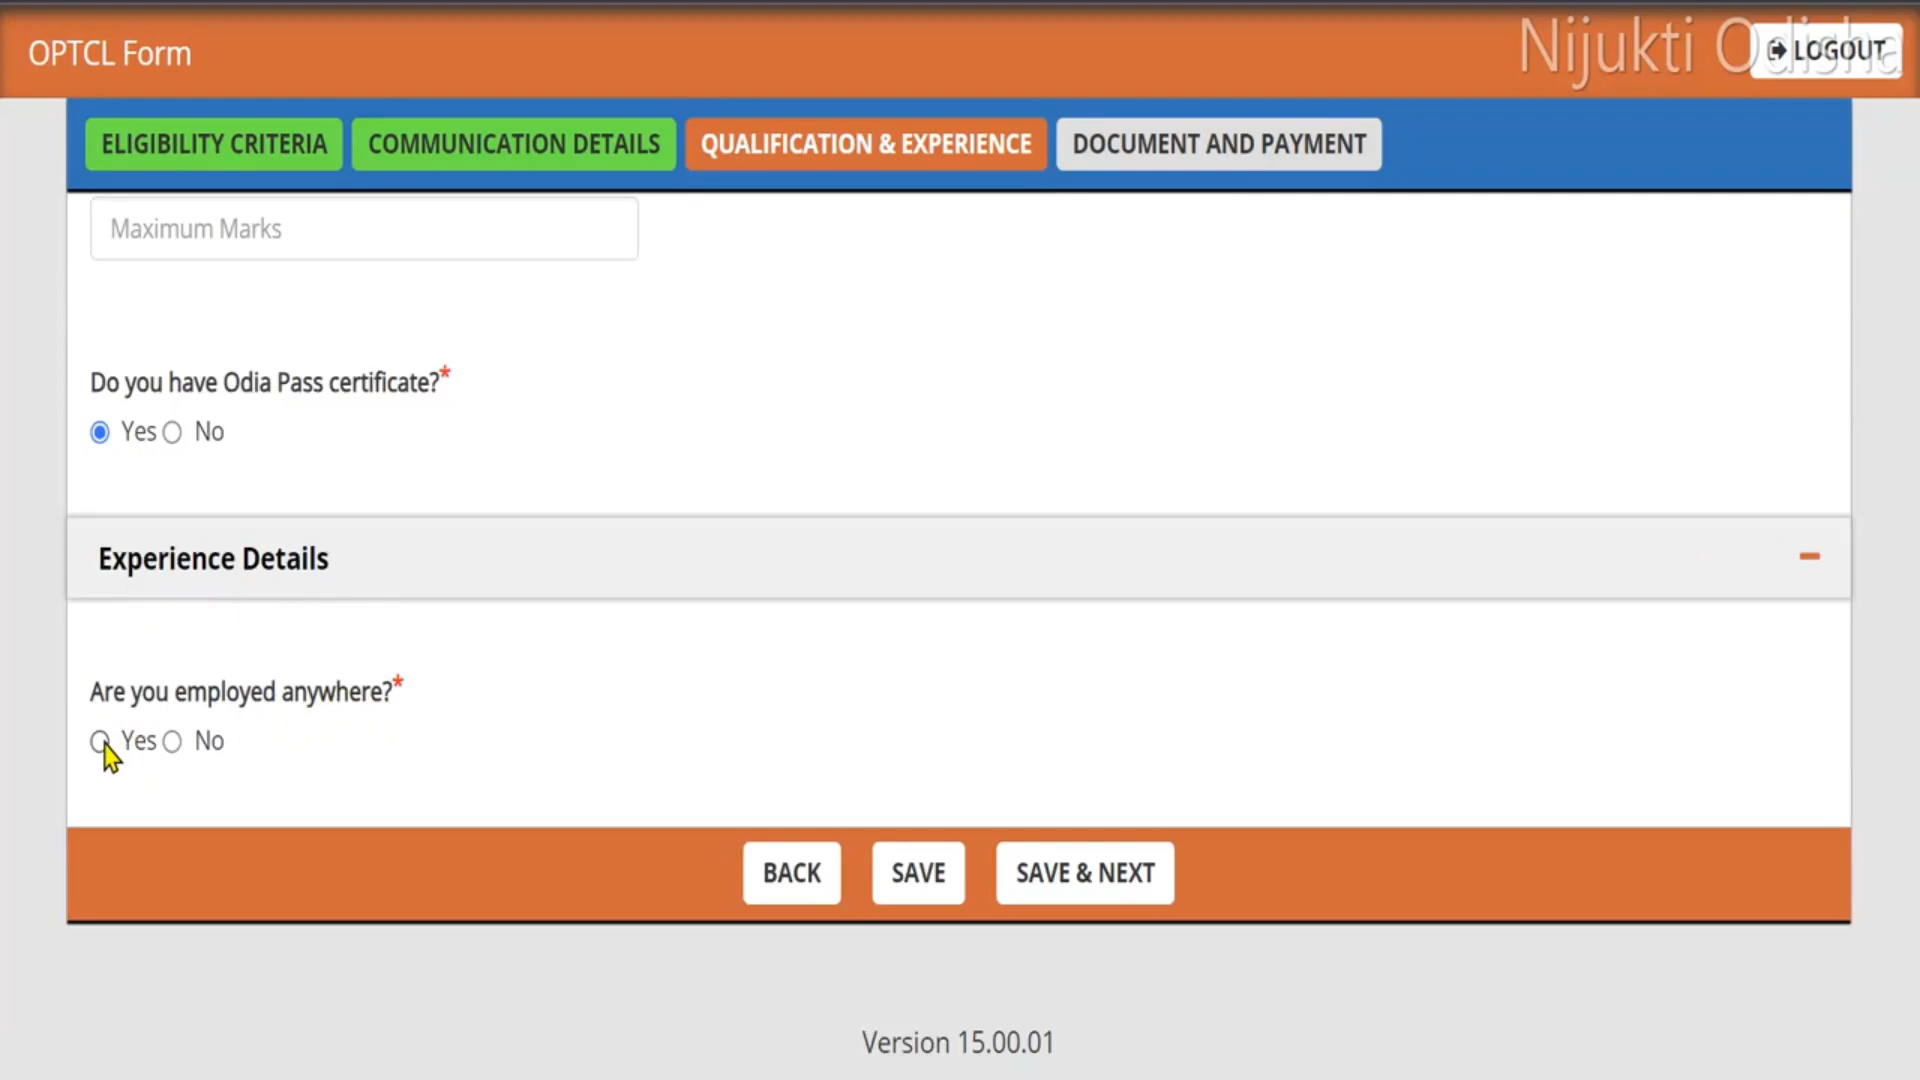 OPTCL Form
Nijukti Odisha
LOGOUT
ELIGIBILITY CRITERIA COMMUNICATION DETAILS QUALIFICATION & EXPERIENCE DOCUMENT AND PAYMENT
Maximum Marks
Do you have Odia Pass certificate?*
Yes No
Experience Details
Are you employed anywhere?*
Yes No
BACK SAVE SAVE & NEXT
Version 15.00.01